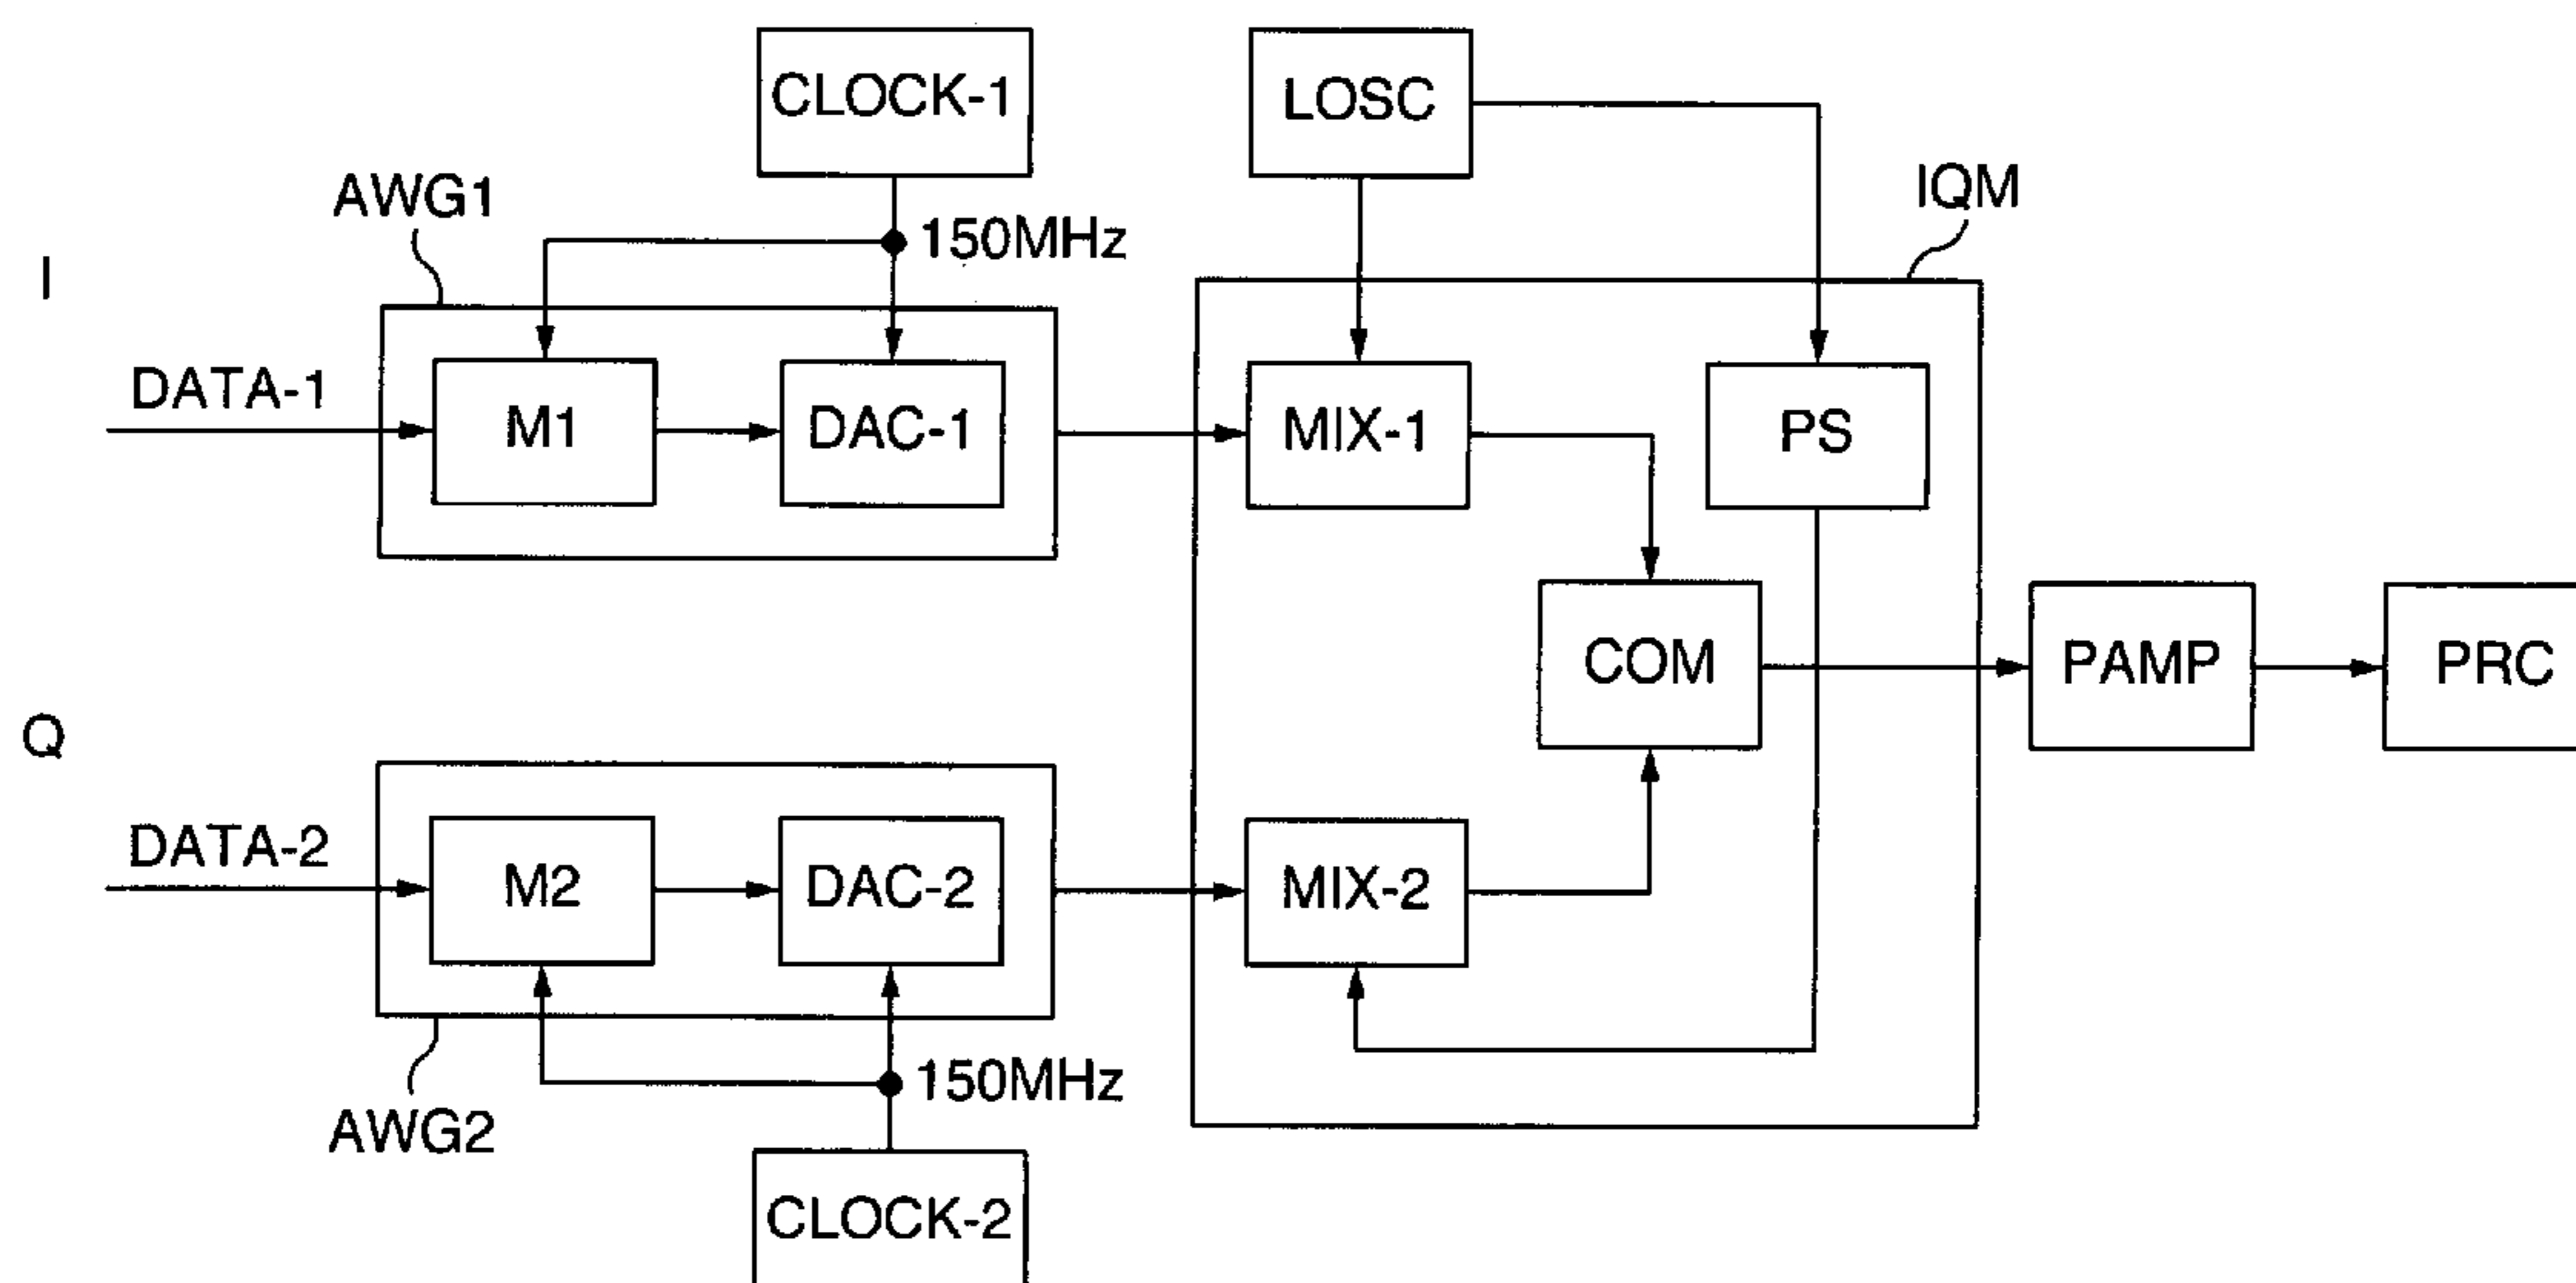 CLOCK-1
LOSC
AWG1
IQM
150MHz
I
DATA-1
M1
DAC-1
MIX-1
PS
COM
PAMP
PRC
Q
DATA-2
M2
DAC-2
MIX-2
150MHz
AWG2
CLOCK-2